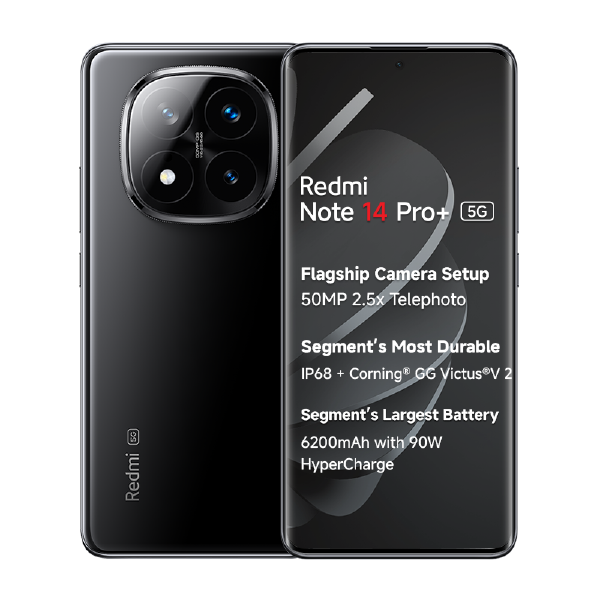 Redmi
Note 14 Pro+ 5G
Flagship Camera Setup
50MP 2.5x Telephoto
Segment's Most Durable
IP68 + Corning® GG Victus®V 2
Segment's Largest Battery
6200mAh with 90W
HyperCharge
Redmi 5G